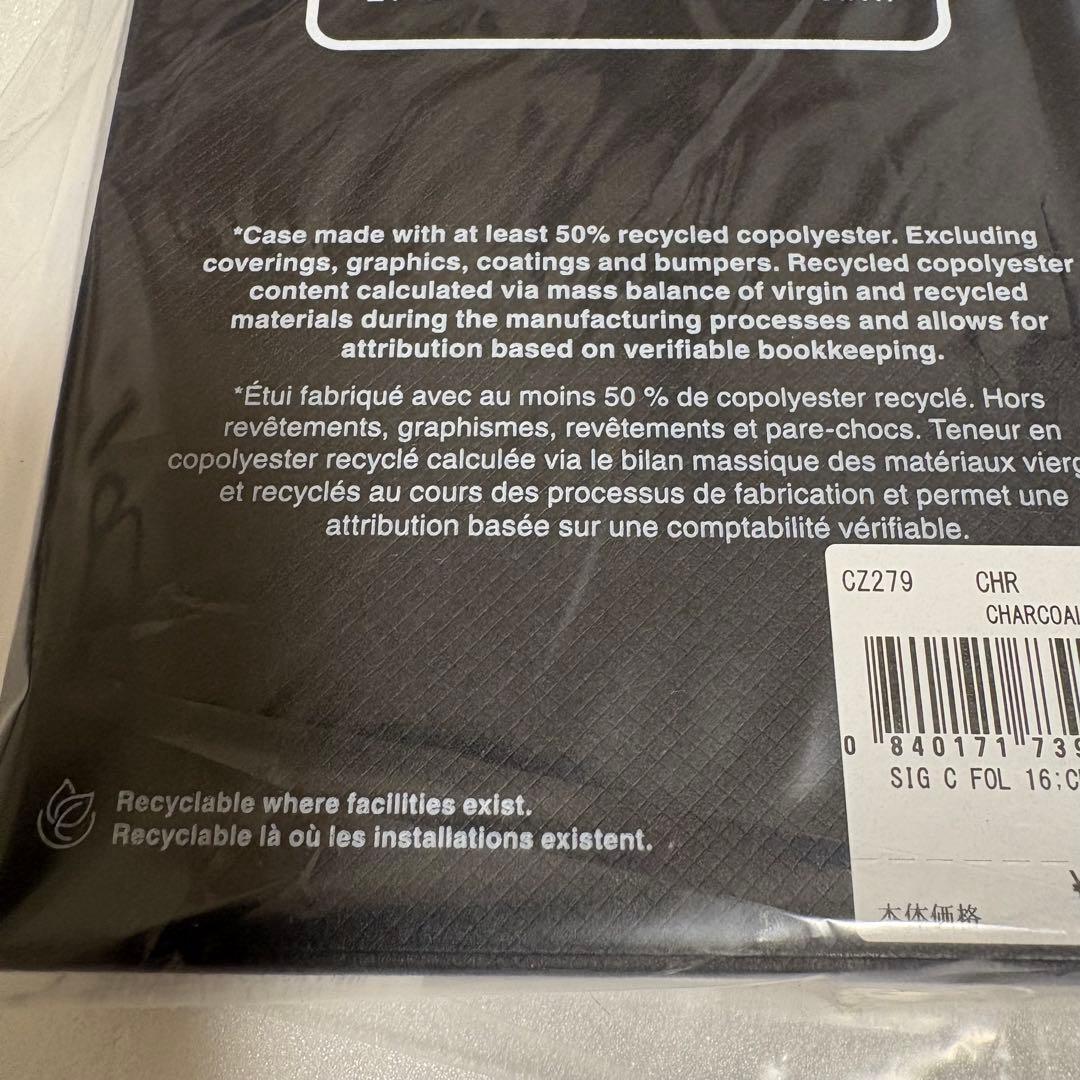 *Case made with at least 50% recycled copolyester. Excluding
coverings, graphics, coatings and bumpers. Recycled copolyester
content calculated via mass balance of virgin and recycled
materials during the manufacturing processes and allows for
attribution based on verifiable bookkeeping.
*Étui fabriqué avec au moins 50 % de copolyester recyclé. Hors
revêtements, graphismes, revêtements et pare-chocs. Teneur en
copolyester recyclé calculée via le bilan massique des matériaux vierg
et recyclés au cours des processus de fabrication et permet une
attribution basée sur une comptabilité vérifiable.
CZ279 CHR
CHARCOAL
0 840171 739
SIG C FOL 16;C
本体価格
Recyclable where facilities exist.
Recyclable là où les installations existent.